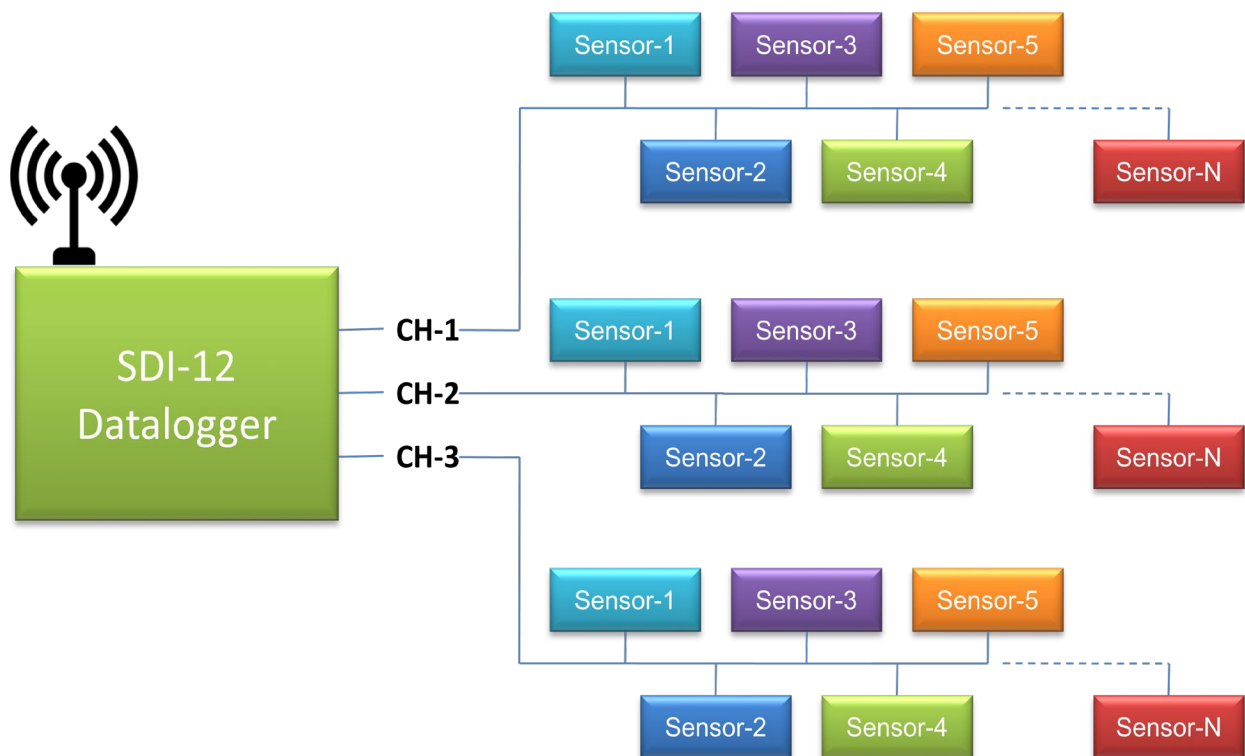 Sensor-1
Sensor-3
Sensor-5
Sensor-2
Sensor-4
Sensor-N
SDI-12
Datalogger
CH-1
CH-2
CH-3
Sensor-1
Sensor-3
Sensor-5
Sensor-2
Sensor-4
Sensor-N
Sensor-1
Sensor-3
Sensor-5
Sensor-2
Sensor-4
Sensor-N